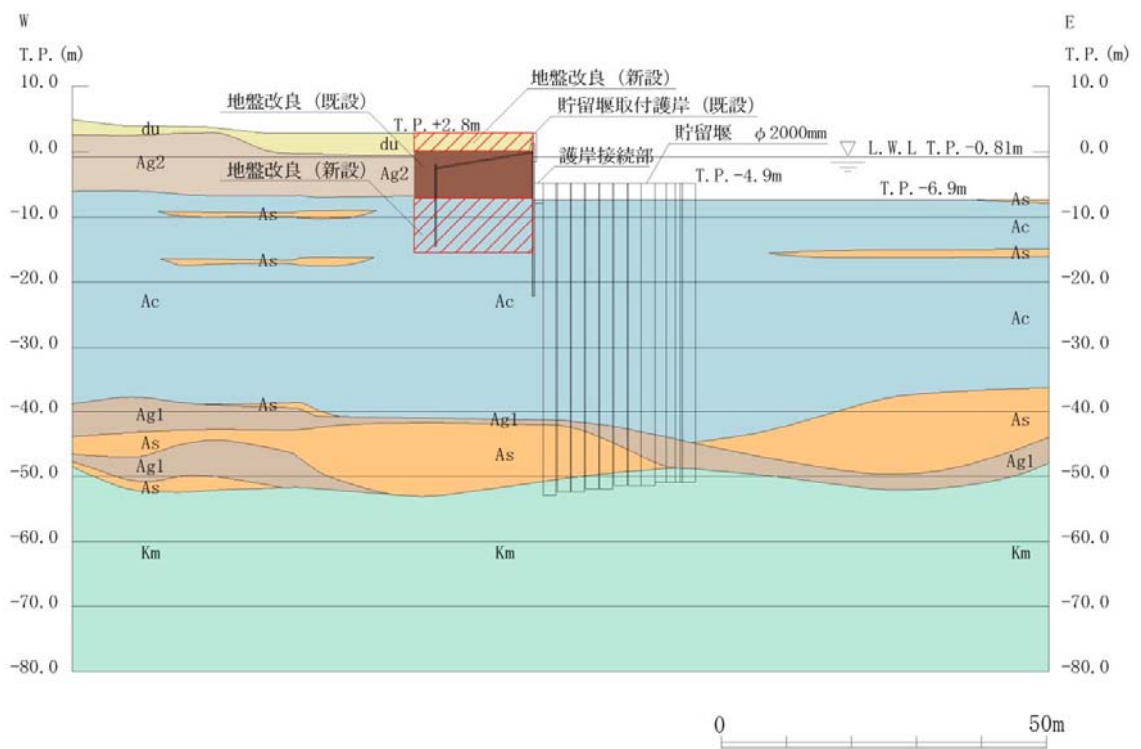 W
E
T.P.(m)
T.P.(m)
10.0
10.0
地盤改良（新設）
地盤改良（既設）
貯留堰取付護岸（既設）
T.P.+2.8m
貯留堰 φ2000mm
du
du
0.0
0.0
L.W.L T.P.-0.81m
護岸接続部
Ag2
地盤改良（新設）
Ag2
T.P.-4.9m
T.P.-6.9m
As
-10.0
-10.0
As
Ac
As
As
-20.0
-20.0
Ac
Ac
Ac
-30.0
-30.0
-40.0
-40.0
As
Ag1
Ag1
As
As
As
Ag1
Ag1
-50.0
-50.0
As
-60.0
-60.0
Km
Km
Km
-70.0
-70.0
-80.0
-80.0
0
50m